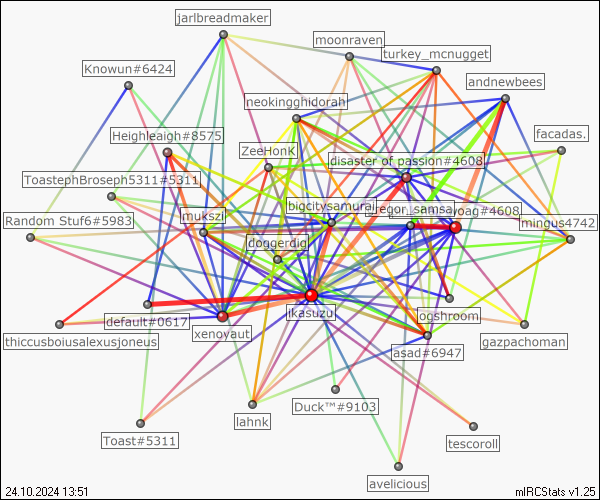 jarlbreadmaker
moonraven
turkey_mcnugget
Knowun#6424
andnewbees
neokingghidorah
Heighleaigh#8575
facadas.
ZeeHonK
disaster of passion#4608
ToastephBroseph5311#5311
bigcitysamurai
gregor_samsa
yoag#4608
Random Stuf6#5983
mukszi
mingus4742
doggerdig
ikasuzu
default#0617
ogshroom
thiccusboiusalexusjoneus
xenoyaut
gazpachoman
asad#6947
Duck™#9103
lahnk
Toast#5311
tescoroll
avelicious
24.10.2024 13:51
mIRCStats v1.25